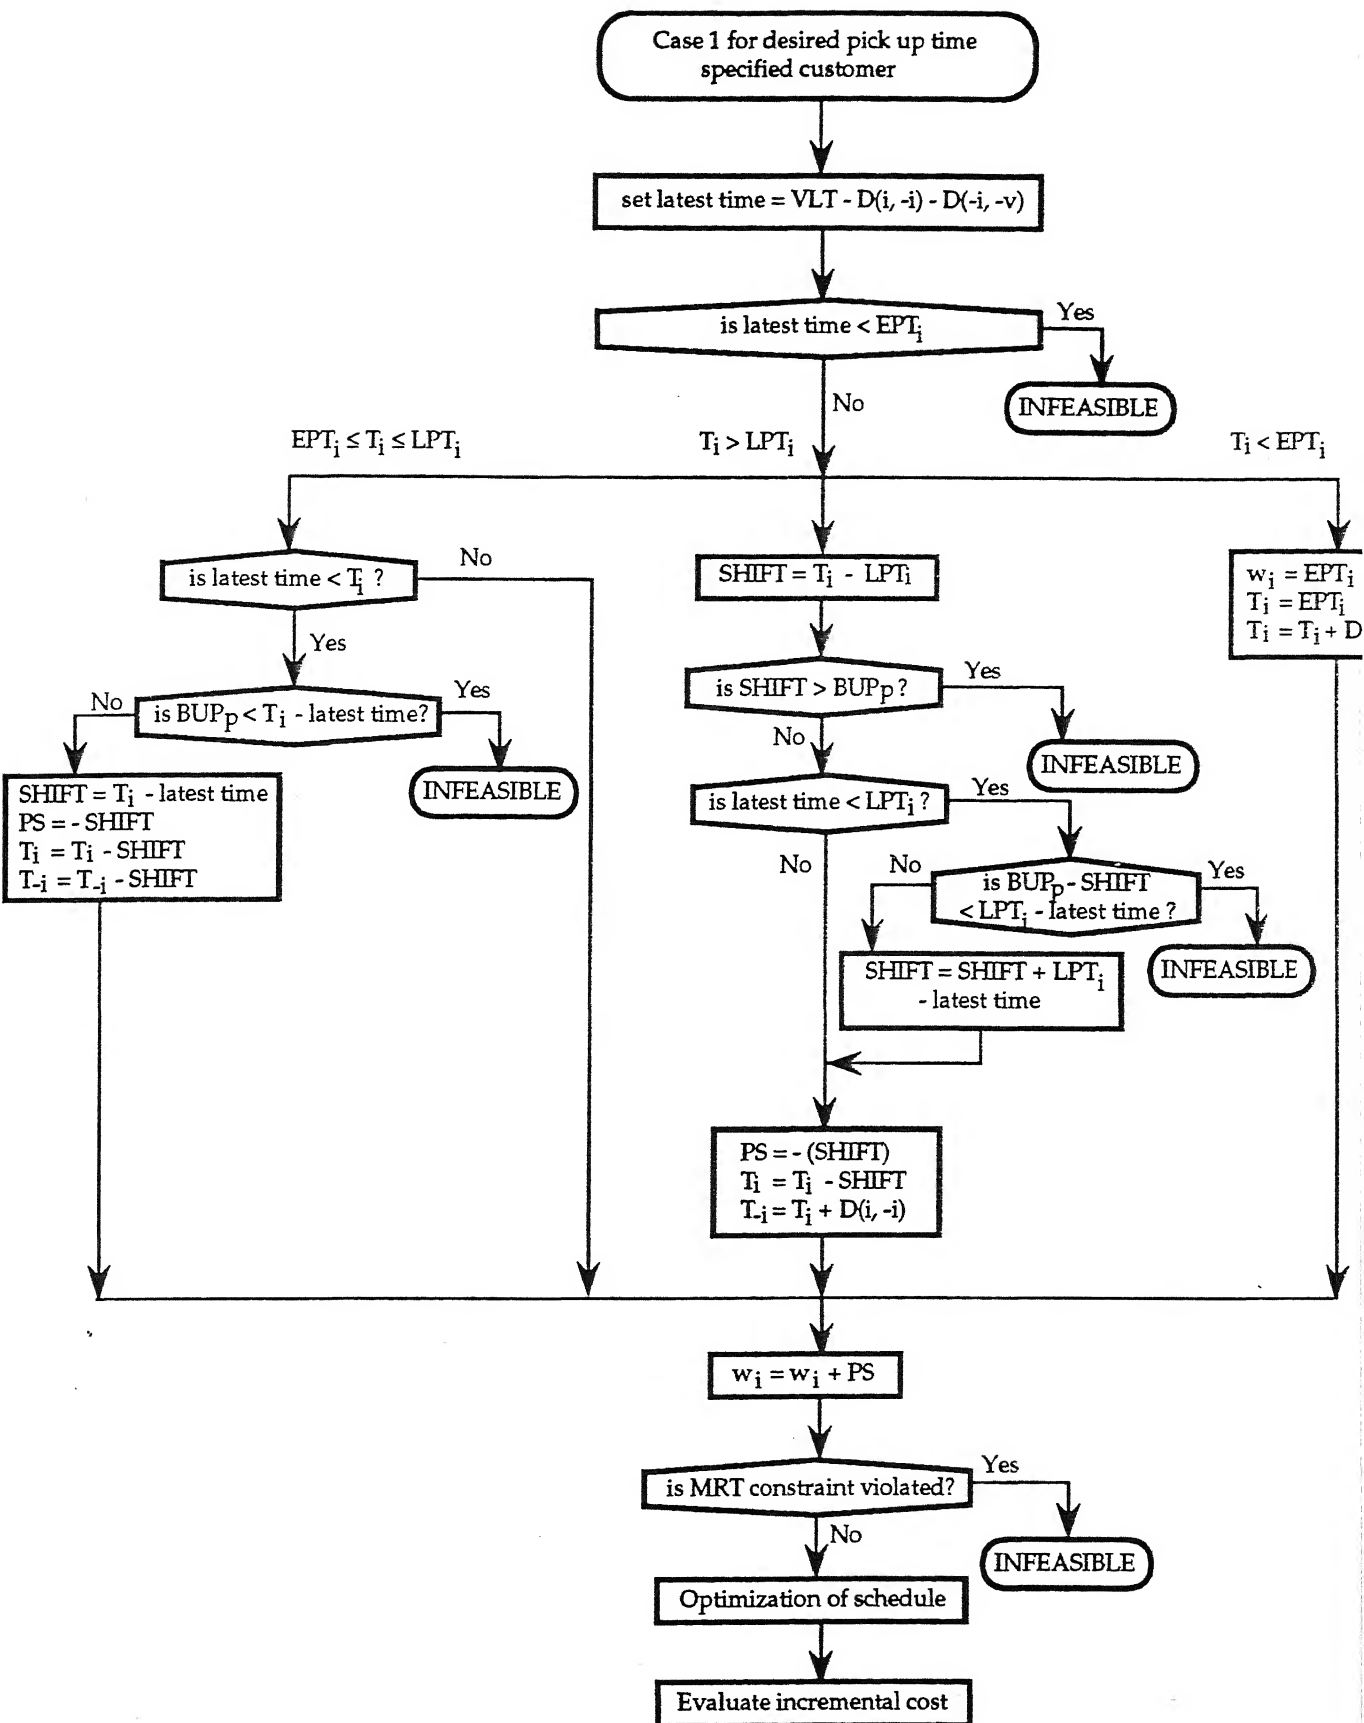 Case 1 for desired pick up time
specified customer
set latest time = VLT - D(i, -i) - D(-i, -v)
is latest time < EPTi
Yes
INFEASIBLE
No
EPTi ≤ Ti ≤ LPTi
Ti > LPTi
Ti < EPTi
is latest time < Ti ?
No
Yes
is BUPp < Ti - latest time?
No
Yes
INFEASIBLE
SHIFT = Ti - latest time
PS = - SHIFT
Ti = Ti - SHIFT
T-i = T-i - SHIFT
SHIFT = Ti - LPTi
is SHIFT > BUPp ?
Yes
INFEASIBLE
No
is latest time < LPTi ?
Yes
No
is BUPp - SHIFT
< LPTi - latest time ?
No
Yes
INFEASIBLE
SHIFT = SHIFT + LPTi
- latest time
PS = - (SHIFT)
Ti = Ti - SHIFT
T-i = Ti + D(i, -i)
wi = EPTi
Ti = EPTi
Ti = Ti + D
wi = wi + PS
is MRT constraint violated?
Yes
INFEASIBLE
No
Optimization of schedule
Evaluate incremental cost